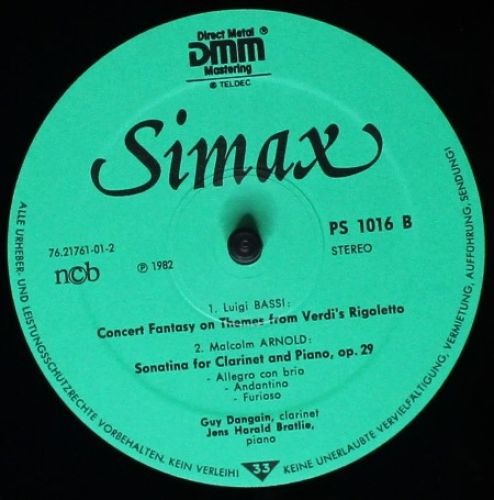 Direct Metal
DMM
Mastering
℗ TELDEC
Simax
76.21761-01-2
ncb
℗ 1982
PS 1016 B
STEREO
1. Luigi BASSI:
Concert Fantasy on Themes from Verdi's Rigoletto
2. Malcolm ARNOLD:
Sonatina for Clarinet and Piano, op. 29
- Allegro con brio
- Andantino
- Furioso
Guy Dangain, clarinet
Jens Harald Bratlie,
piano
33
ALLE URHEBER- UND LEISTUNGSSCHUTZRECHTE VORBEHALTEN. KEIN VERLEIH! KEINE UNERLAUBTE VERVIELFALTIGUNG, VERMIETUNG, AUFFÜHRUNG, SENDUNG!